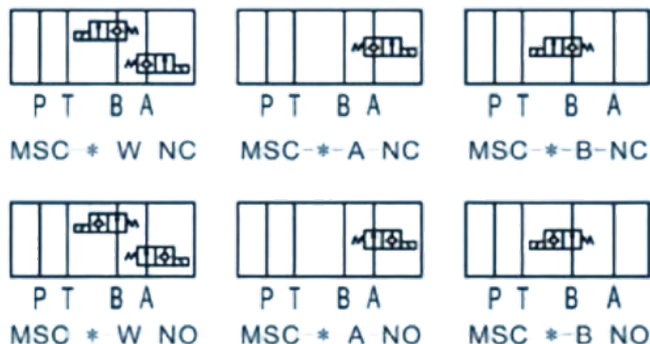 P T B A
P T B A
P T B A
MSC * W NC
MSC-*-A-NC
MSC-*-B-NC
P T B A
P T B A
P T B A
MSC * W NO
MSC * A NO
MSC *-B NO